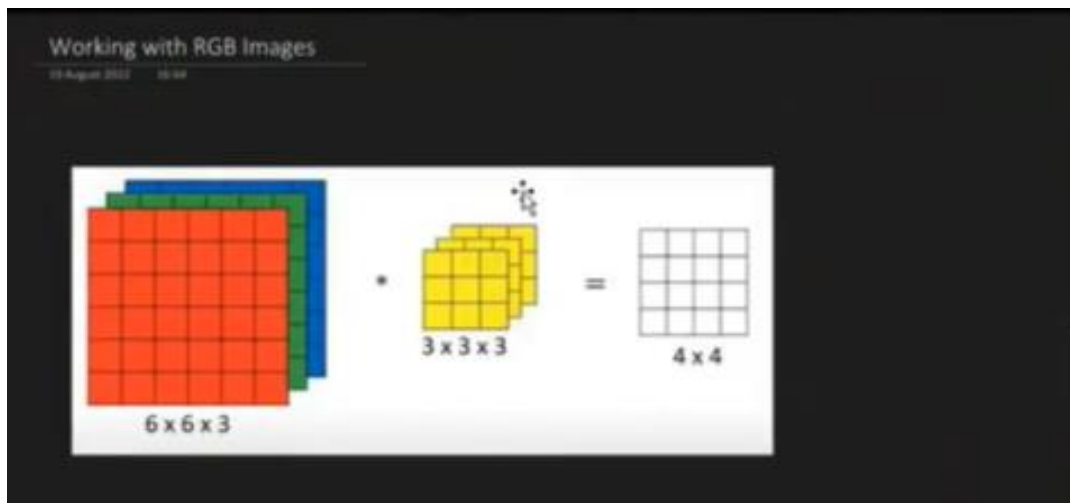 Working with RGB Images
* =
3 x 3 x 3
4 x 4
6 x 6 x 3